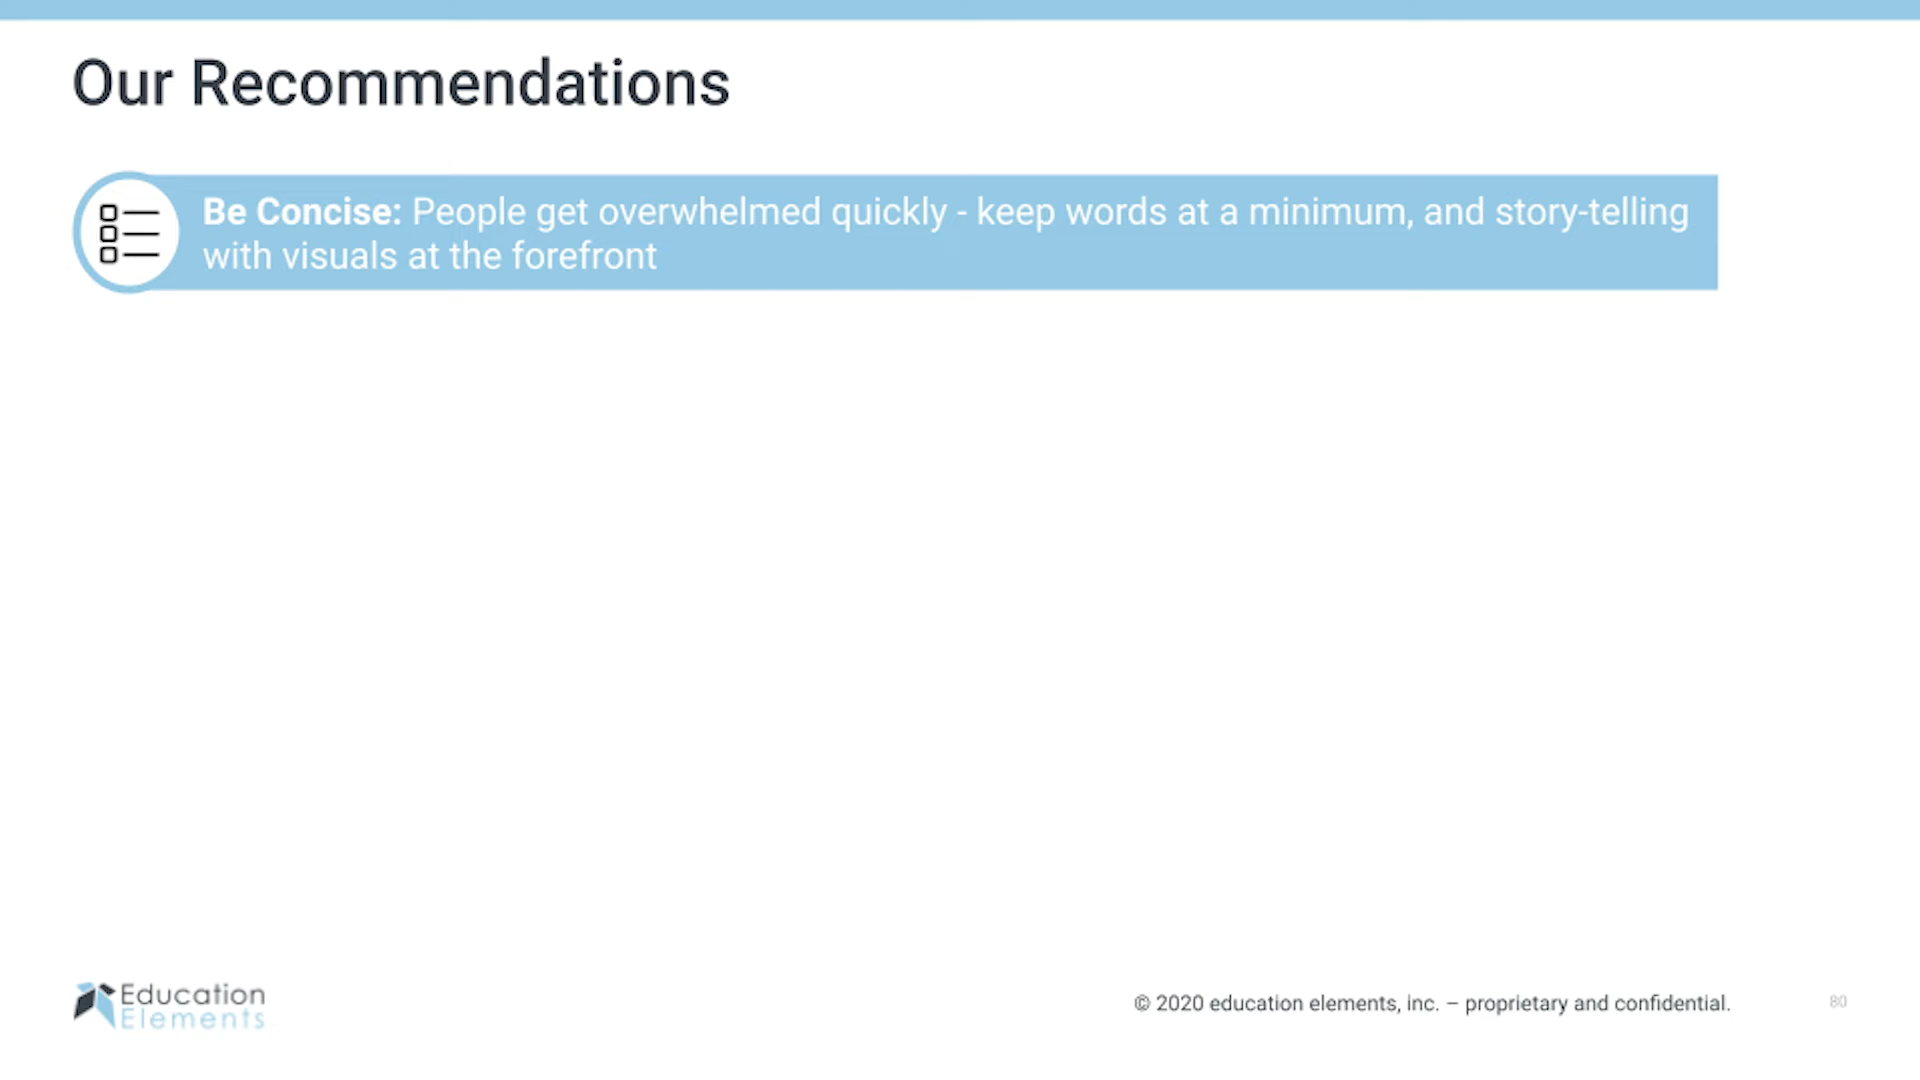 Our Recommendations
Be Concise: People get overwhelmed quickly - keep words at a minimum, and story-telling
with visuals at the forefront
Education
Elements
© 2020 education elements, inc. – proprietary and confidential.
80